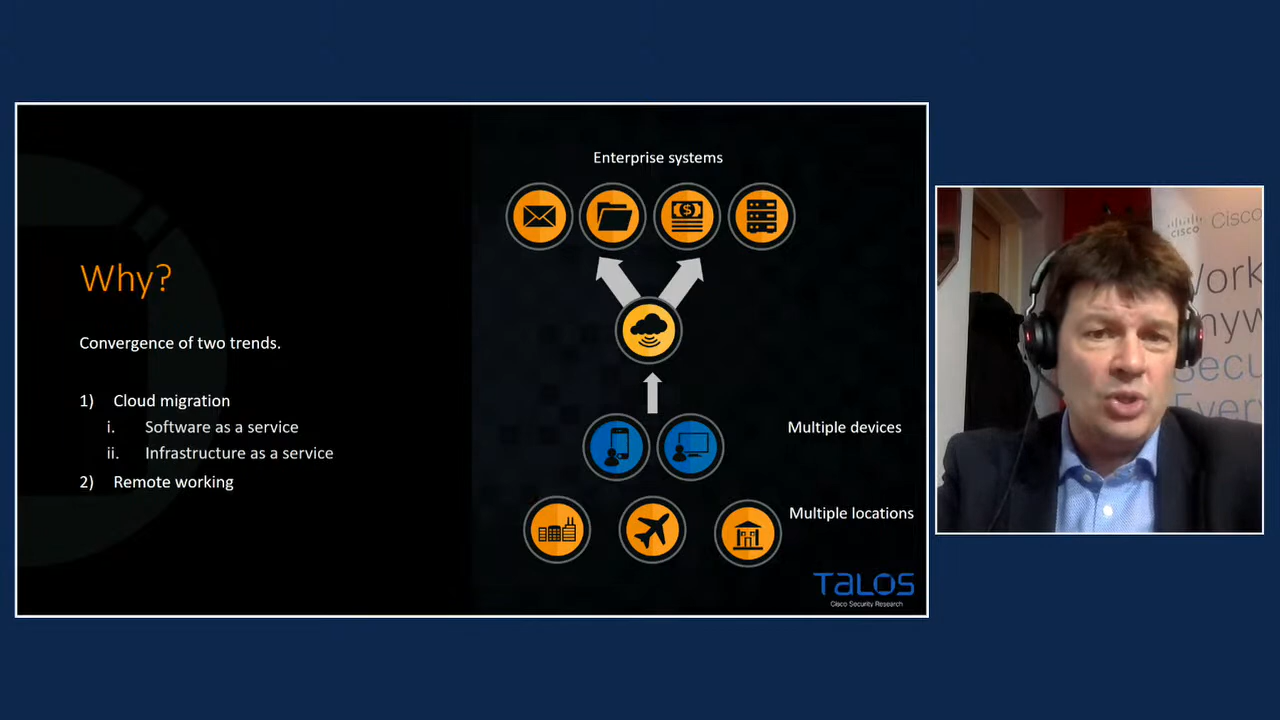 Why?
Convergence of two trends.
1) Cloud migration
i. Software as a service
ii. Infrastructure as a service
2) Remote working
Enterprise systems
$
Multiple devices
Multiple locations
TALOS
Cisco Security Research
CISCO
Cisco